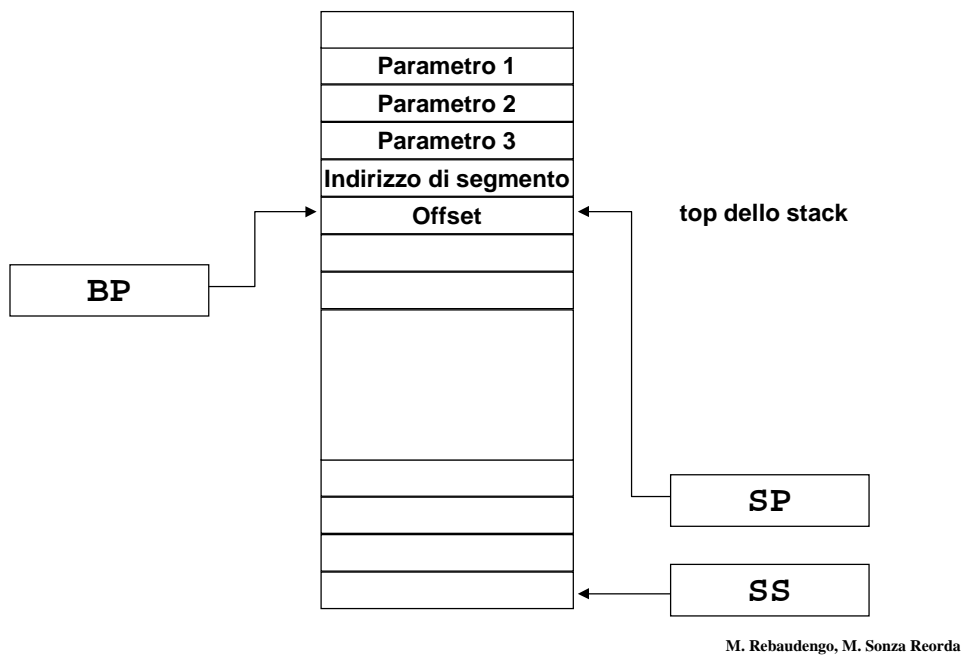 Parametro 1
Parametro 2
Parametro 3
Indirizzo di segmento
Offset
top dello stack
BP
SP
SS
M. Rebaudengo, M. Sonza Reorda